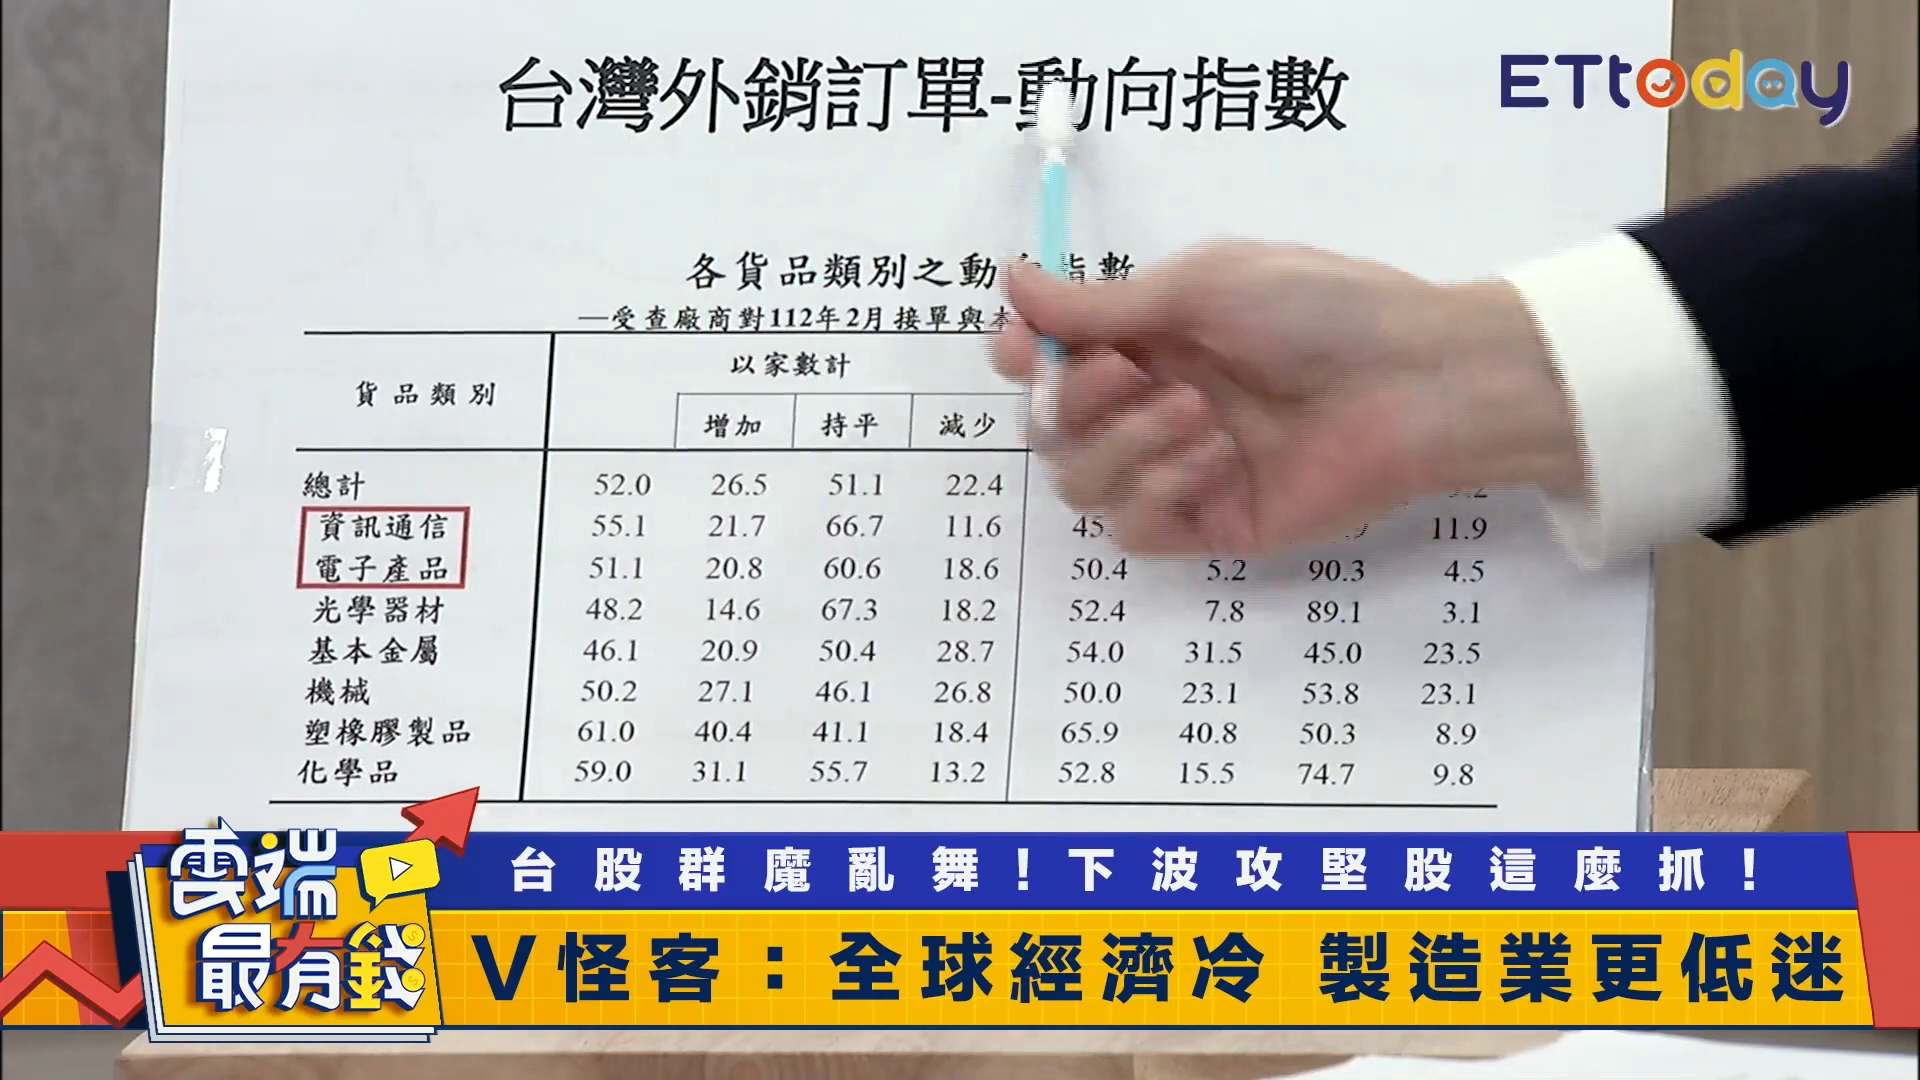 台灣外銷訂單-動向指數
ETtoday
各貨品類別之動向指數
—受查廠商對112年2月接單與本
貨品類別 以家數計
增加 持平 減少
總計 52.0 26.5 51.1 22.4
資訊通信 55.1 21.7 66.7 11.6 45. 11.9
電子產品 51.1 20.8 60.6 18.6 50.4 5.2 90.3 4.5
光學器材 48.2 14.6 67.3 18.2 52.4 7.8 89.1 3.1
基本金屬 46.1 20.9 50.4 28.7 54.0 31.5 45.0 23.5
機械 50.2 27.1 46.1 26.8 50.0 23.1 53.8 23.1
塑橡膠製品 61.0 40.4 41.1 18.4 65.9 40.8 50.3 8.9
化學品 59.0 31.1 55.7 13.2 52.8 15.5 74.7 9.8
雲端
最有錢
台股群魔亂舞!下波攻堅股這麼抓!
V怪客:全球經濟冷 製造業更低迷